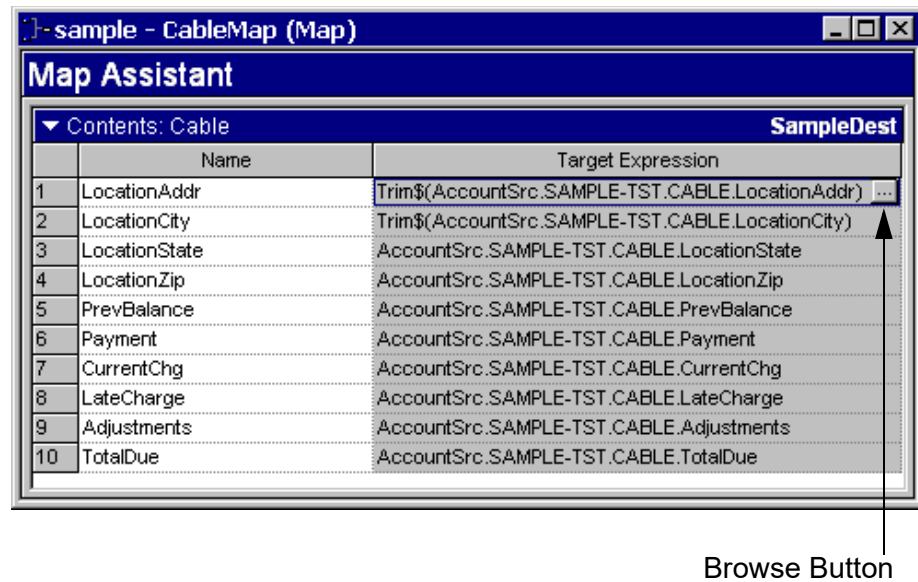 sample - CableMap (Map)
Map Assistant
Contents: Cable SampleDest
Name Target Expression
1 LocationAddr Trim$(AccountSrc.SAMPLE-TST.CABLE.LocationAddr) ...
2 LocationCity Trim$(AccountSrc.SAMPLE-TST.CABLE.LocationCity)
3 LocationState AccountSrc.SAMPLE-TST.CABLE.LocationState
4 LocationZip AccountSrc.SAMPLE-TST.CABLE.LocationZip
5 PrevBalance AccountSrc.SAMPLE-TST.CABLE.PrevBalance
6 Payment AccountSrc.SAMPLE-TST.CABLE.Payment
7 CurrentChg AccountSrc.SAMPLE-TST.CABLE.CurrentChg
8 LateCharge AccountSrc.SAMPLE-TST.CABLE.LateCharge
9 Adjustments AccountSrc.SAMPLE-TST.CABLE.Adjustments
10 TotalDue AccountSrc.SAMPLE-TST.CABLE.TotalDue
Browse Button